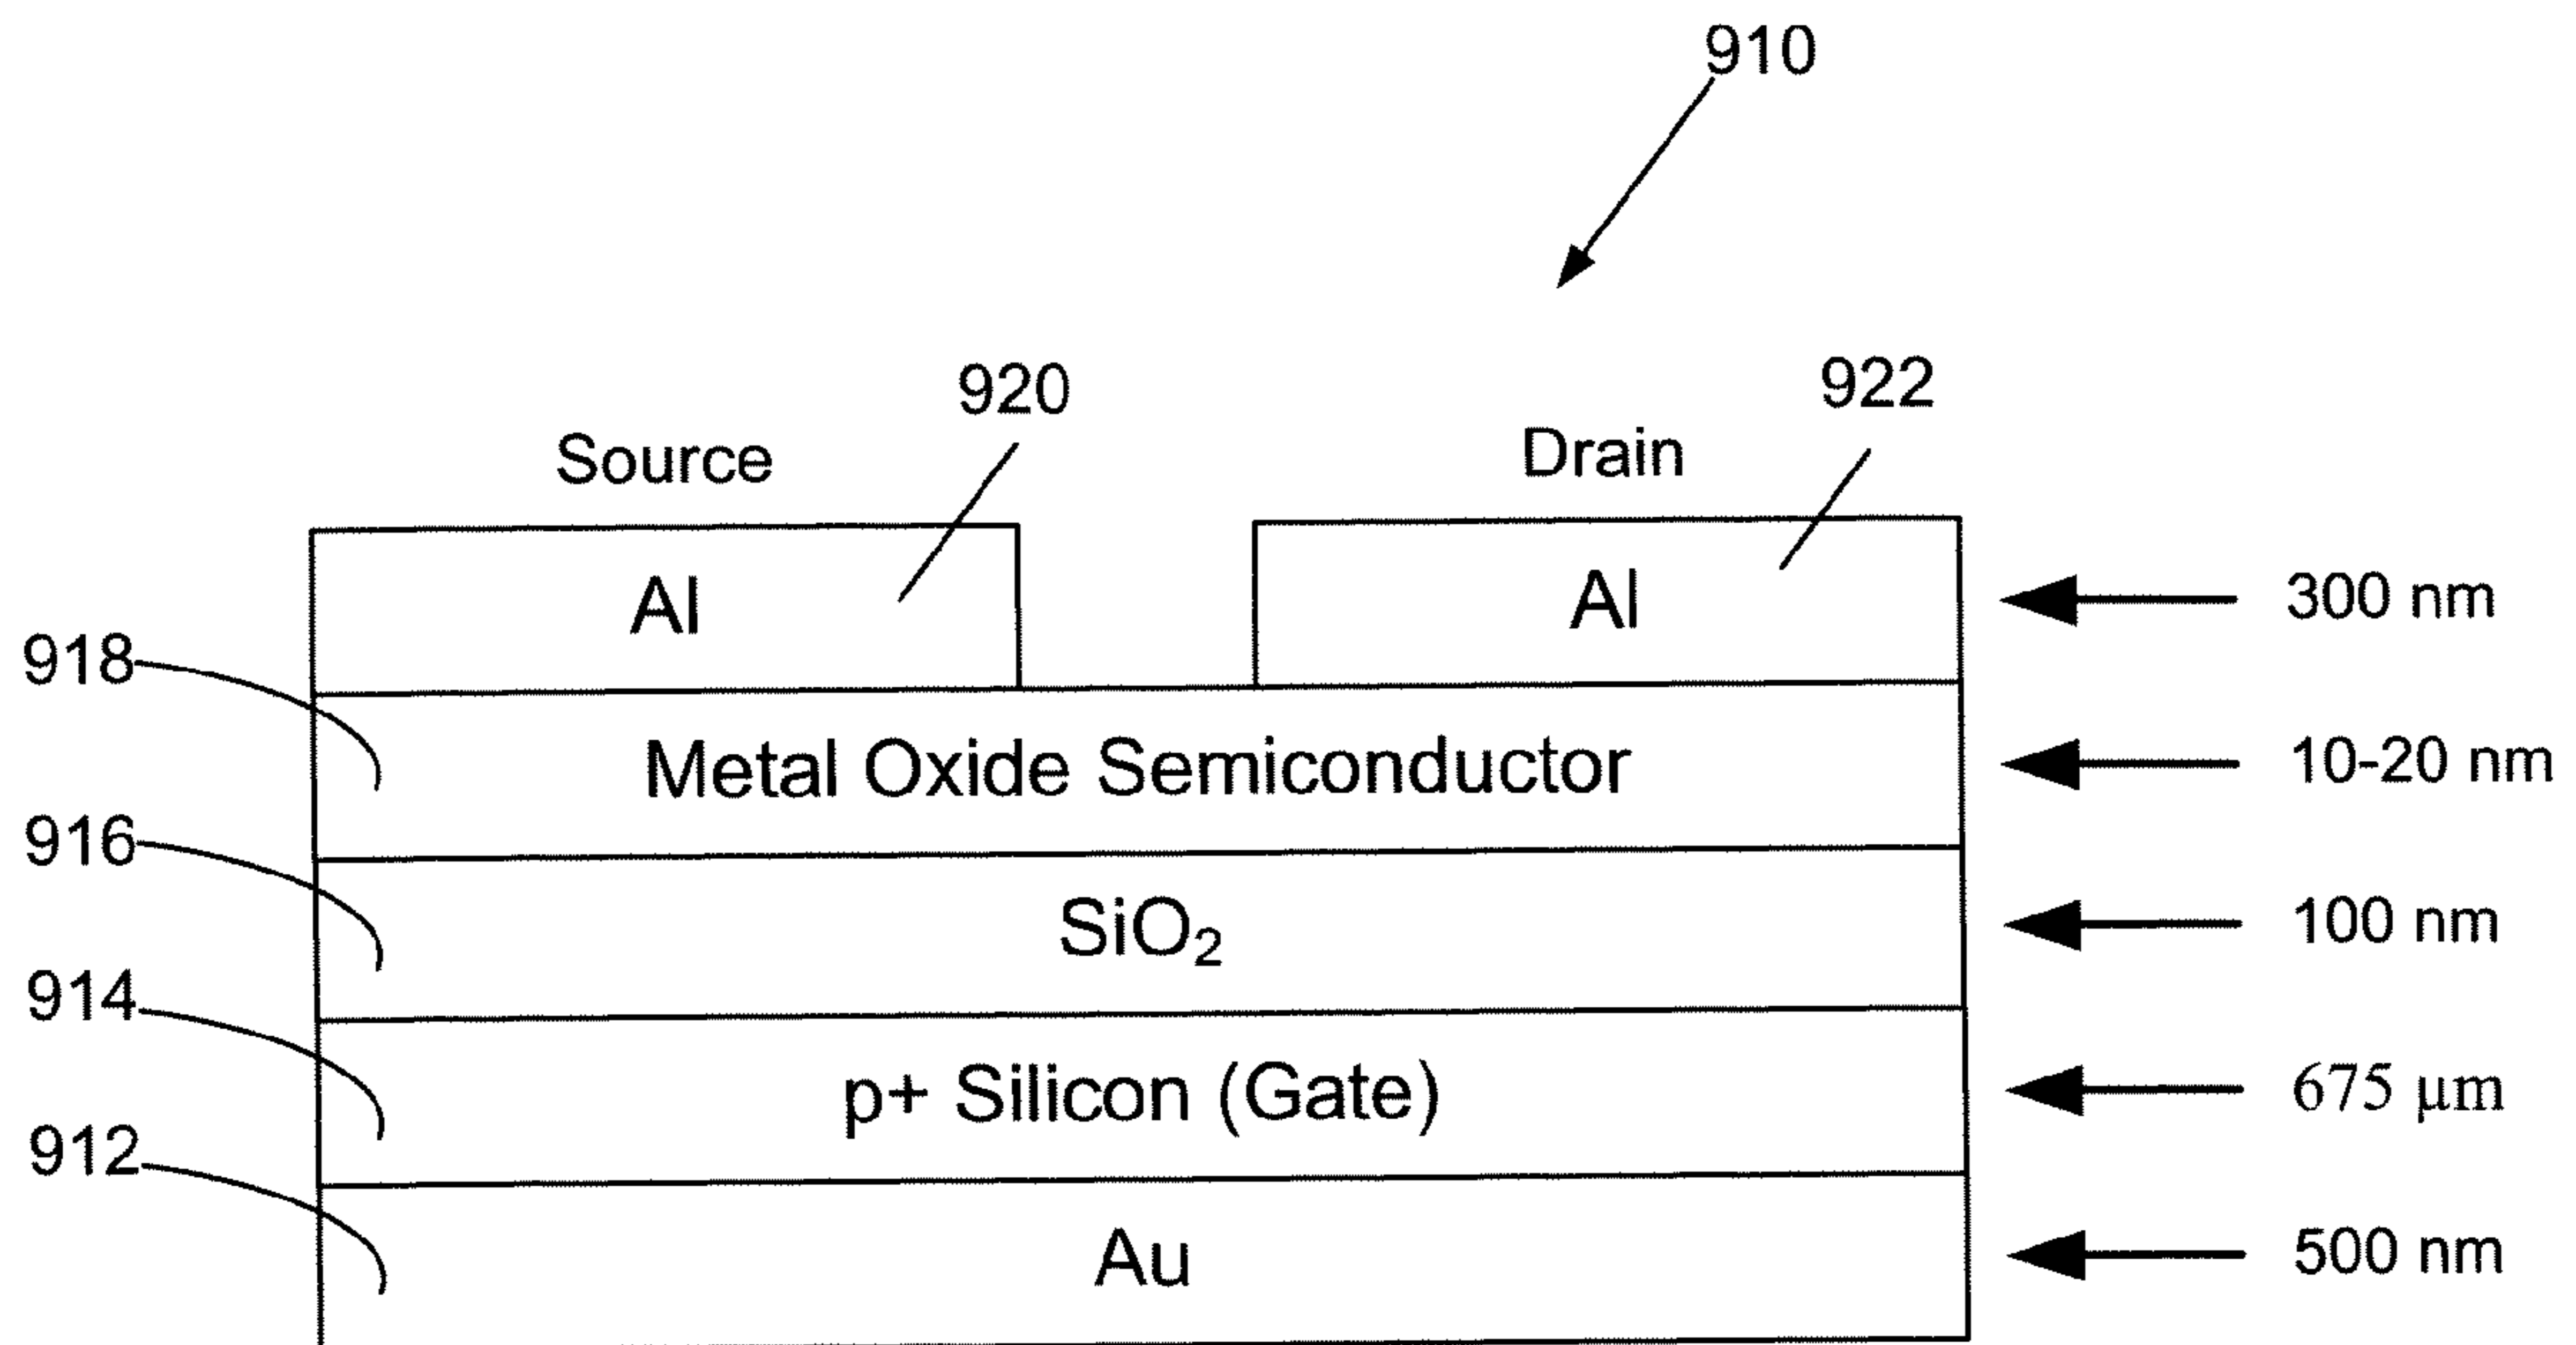 910
920
922
Source
Drain
Al
Al
300 nm
918
Metal Oxide Semiconductor
10-20 nm
916
SiO₂
100 nm
914
p+ Silicon (Gate)
675 µm
912
Au
500 nm